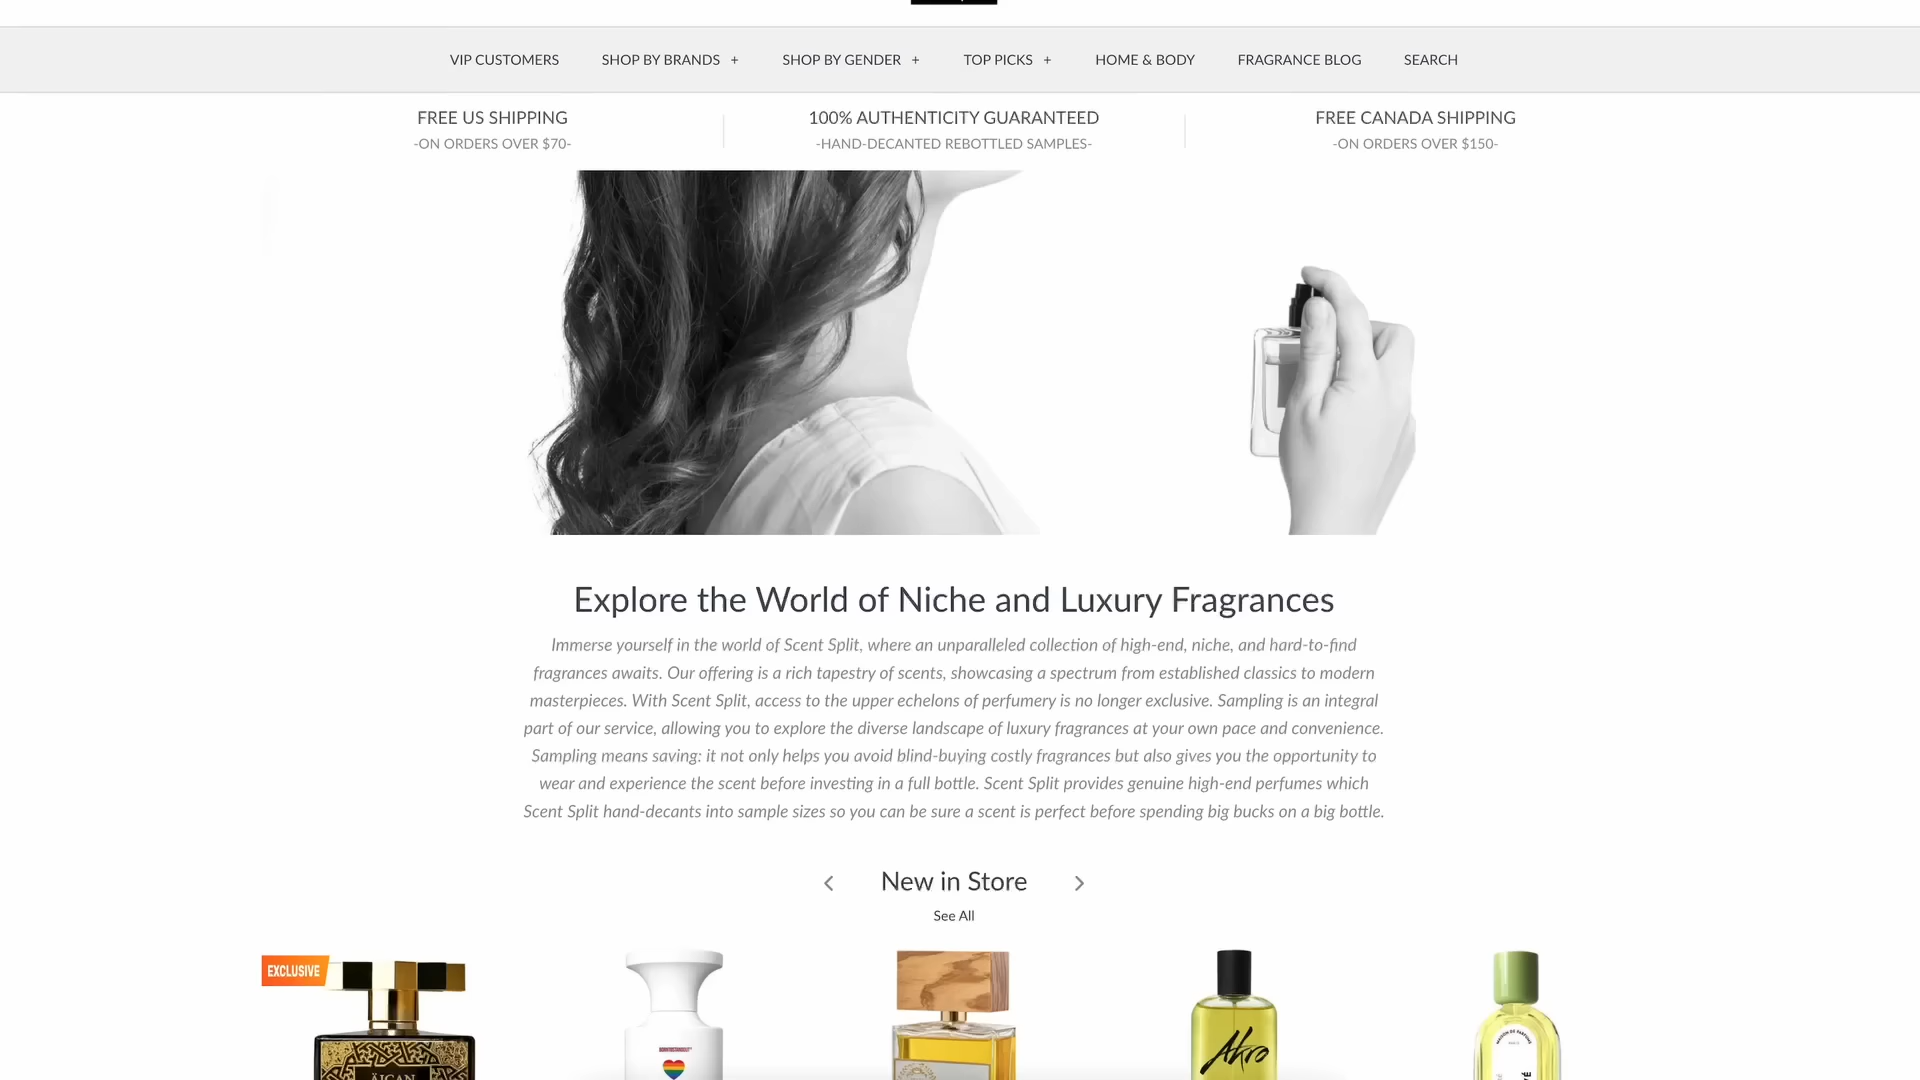 VIP CUSTOMERS SHOP BY BRANDS + SHOP BY GENDER + TOP PICKS + HOME & BODY FRAGRANCE BLOG SEARCH
FREE US SHIPPING
-ON ORDERS OVER $70-
100% AUTHENTICITY GUARANTEED
-HAND-DECANTED REBOTTLED SAMPLES-
FREE CANADA SHIPPING
-ON ORDERS OVER $150-
Explore the World of Niche and Luxury Fragrances
Immerse yourself in the world of Scent Split, where an unparalleled collection of high-end, niche, and hard-to-find
fragrances awaits. Our offering is a rich tapestry of scents, showcasing a spectrum from established classics to modern
masterpieces. With Scent Split, access to the upper echelons of perfumery is no longer exclusive. Sampling is an integral
part of our service, allowing you to explore the diverse landscape of luxury fragrances at your own pace and convenience.
Sampling means saving: it not only helps you avoid blind-buying costly fragrances but also gives you the opportunity to
wear and experience the scent before investing in a full bottle. Scent Split provides genuine high-end perfumes which
Scent Split hand-decants into sample sizes so you can be sure a scent is perfect before spending big bucks on a big bottle.
New in Store
See All
EXCLUSIVE
Akro